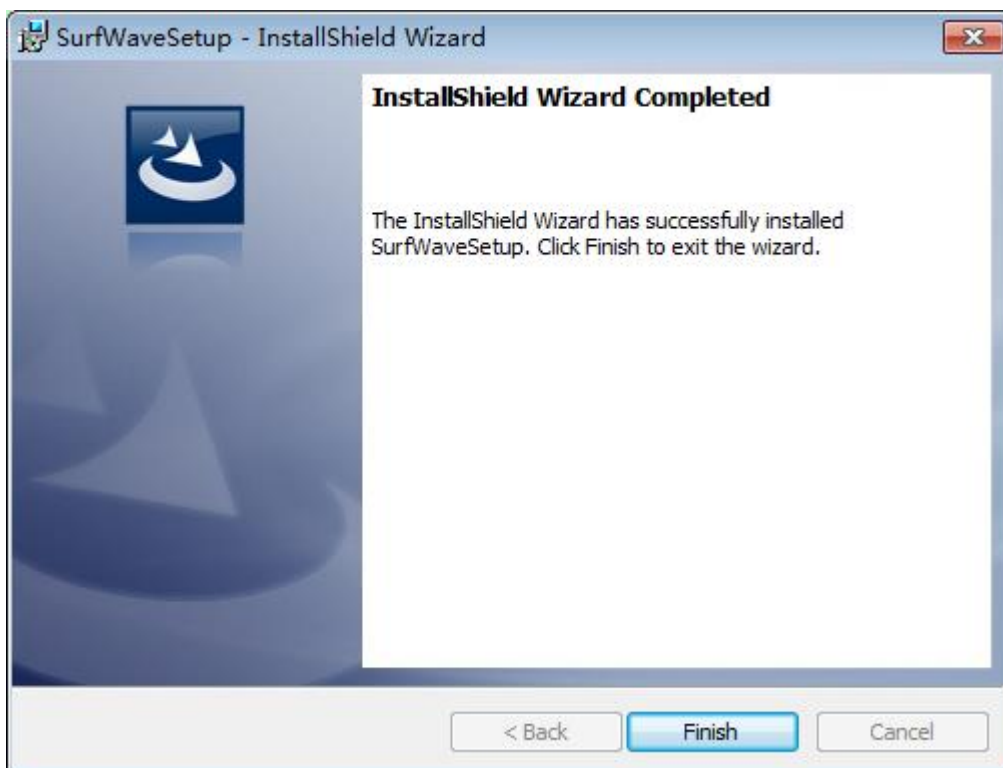 SurfWaveSetup - InstallShield Wizard
InstallShield Wizard Completed
The InstallShield Wizard has successfully installed
SurfWaveSetup. Click Finish to exit the wizard.
< Back
Finish
Cancel